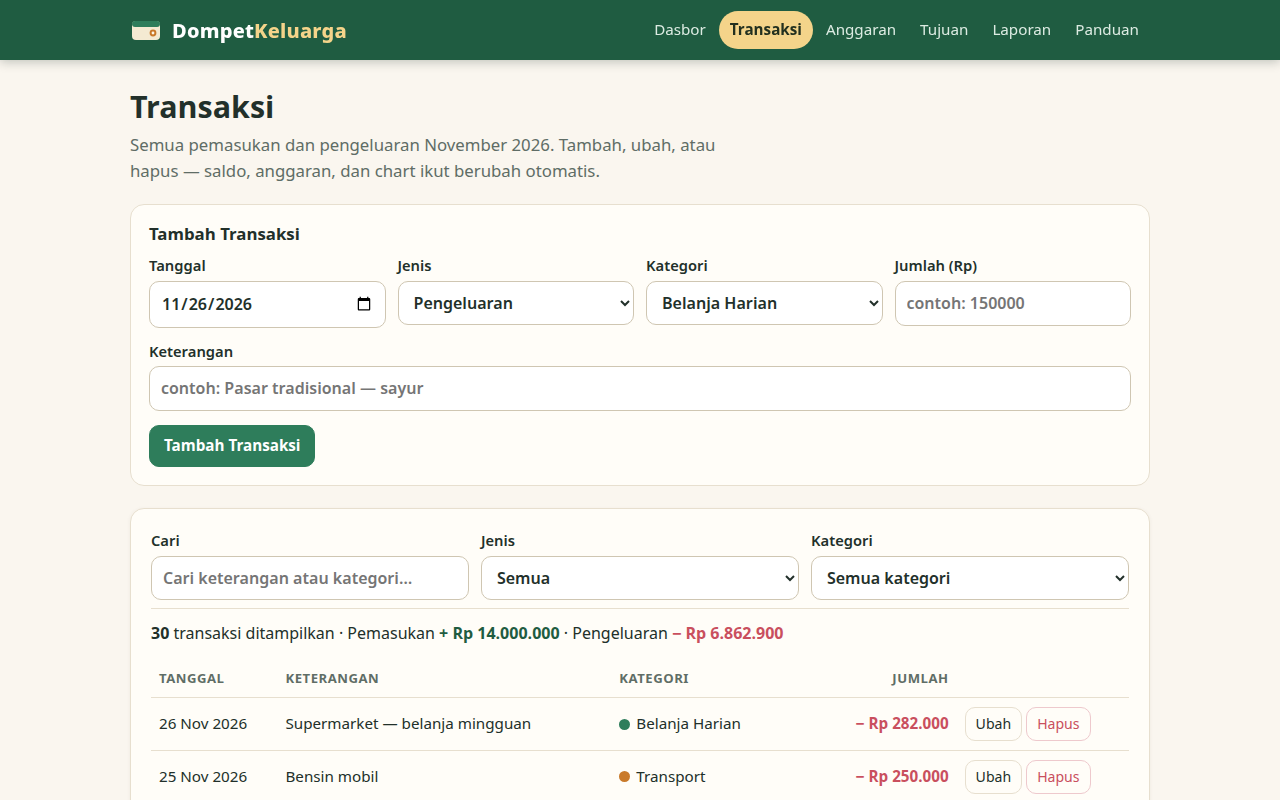 DompetKeluarga
Dasbor Transaksi Anggaran Tujuan Laporan Panduan
Transaksi
Semua pemasukan dan pengeluaran November 2026. Tambah, ubah, atau
hapus — saldo, anggaran, dan chart ikut berubah otomatis.
Tambah Transaksi
Tanggal Jenis Kategori Jumlah (Rp)
11/26/2026 Pengeluaran Belanja Harian contoh: 150000
Keterangan
contoh: Pasar tradisional — sayur
Tambah Transaksi
Cari Jenis Kategori
Cari keterangan atau kategori... Semua Semua kategori
30 transaksi ditampilkan · Pemasukan + Rp 14.000.000 · Pengeluaran − Rp 6.862.900
TANGGAL KETERANGAN KATEGORI JUMLAH
26 Nov 2026 Supermarket — belanja mingguan Belanja Harian − Rp 282.000 Ubah Hapus
25 Nov 2026 Bensin mobil Transport − Rp 250.000 Ubah Hapus